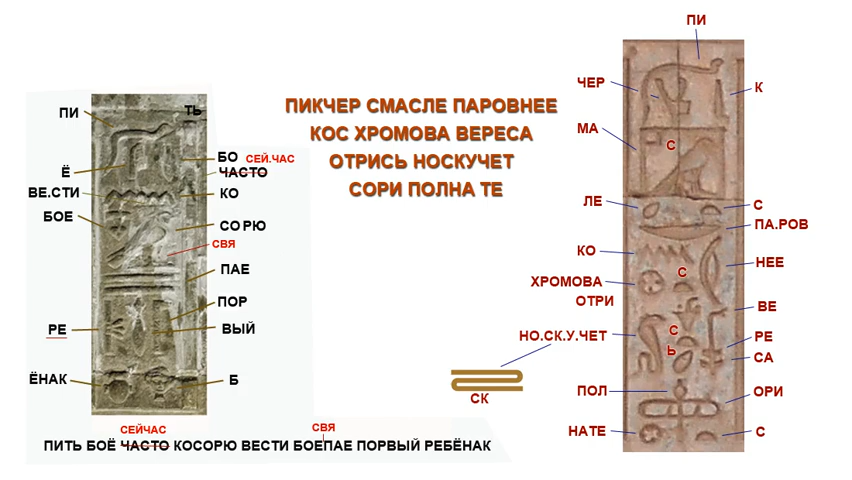 ПИ
ТЬ
БО
СЕЙ.ЧАС
Ё
ЧАСТО
ВЕ.СТИ
КО
БОЕ
СОРЮ
СВЯ
ПАЕ
ПОР
РЕ
ВЫЙ
ЁНАК
Б
СЕЙЧАС
СВЯ
ПИТЬ БОЁ ЧАСТО КОСОРЮ ВЕСТИ БОЕПАЕ ПОРВЫЙ РЕБЁНАК
ПИКЧЕР СМАСЛЕ ПАРОВНЕЕ
КОС ХРОМОВА ВЕРЕСА
ОТРИСЬ НОСКУЧЕТ
СОРИ ПОЛНА ТЕ
ПИ
ЧЕР
К
МА
С
ЛЕ
С
ПА.РОВ
КО
НЕЕ
С
ХРОМОВА
ОТРИ
ВЕ
НО.СК.У.ЧЕТ
С
РЕ
Ь
СА
СК
ПОЛ
ОРИ
НАТЕ
С